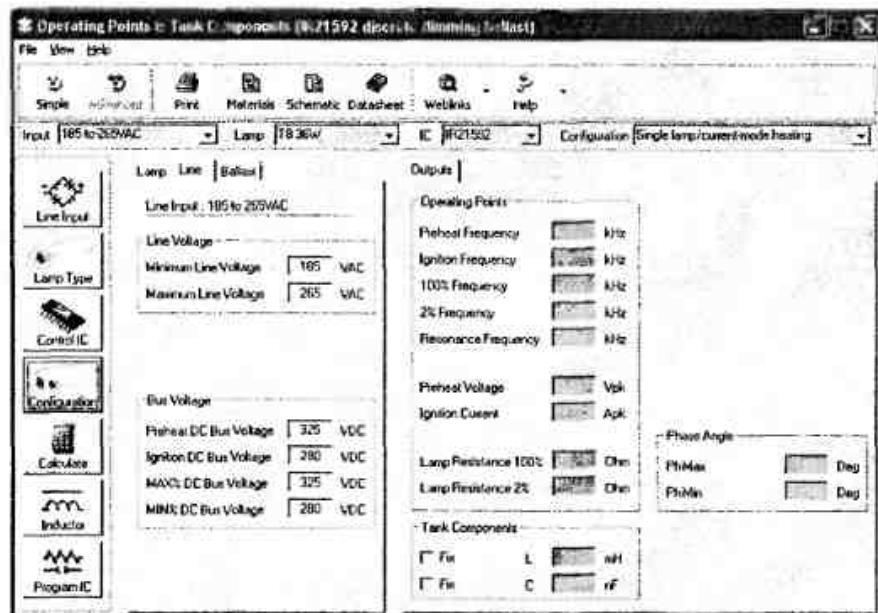 Operating Points & Tank Components (IR21592 discrete dimming ballast)
File View Help
Simple Advanced Print Materials Schematic Datasheet Weblinks Help
Input 185 to 265VAC Lamp T8 36W IC IR21592 Configuration Single lamp/current-mode heating
Line Input
Lamp Type
Control IC
Configuration
Calculate
Inductor
Program IC
Lamp Line Ballast
Line Input : 185 to 265VAC
Line Voltage
Minimum Line Voltage 185 VAC
Maximum Line Voltage 265 VAC
Bus Voltage
Preheat DC Bus Voltage 325 VDC
Ignition DC Bus Voltage 280 VDC
MAX% DC Bus Voltage 325 VDC
MIN% DC Bus Voltage 280 VDC
Outputs
Operating Points
Preheat Frequency kHz
Ignition Frequency kHz
100% Frequency kHz
2% Frequency kHz
Resonance Frequency kHz
Preheat Voltage Vpk
Ignition Current Apk
Lamp Resistance 100% Ohm
Lamp Resistance 2% Ohm
Phase Angle
PhiMax Deg
PhiMin Deg
Tank Components
Fix L mH
Fix C nF